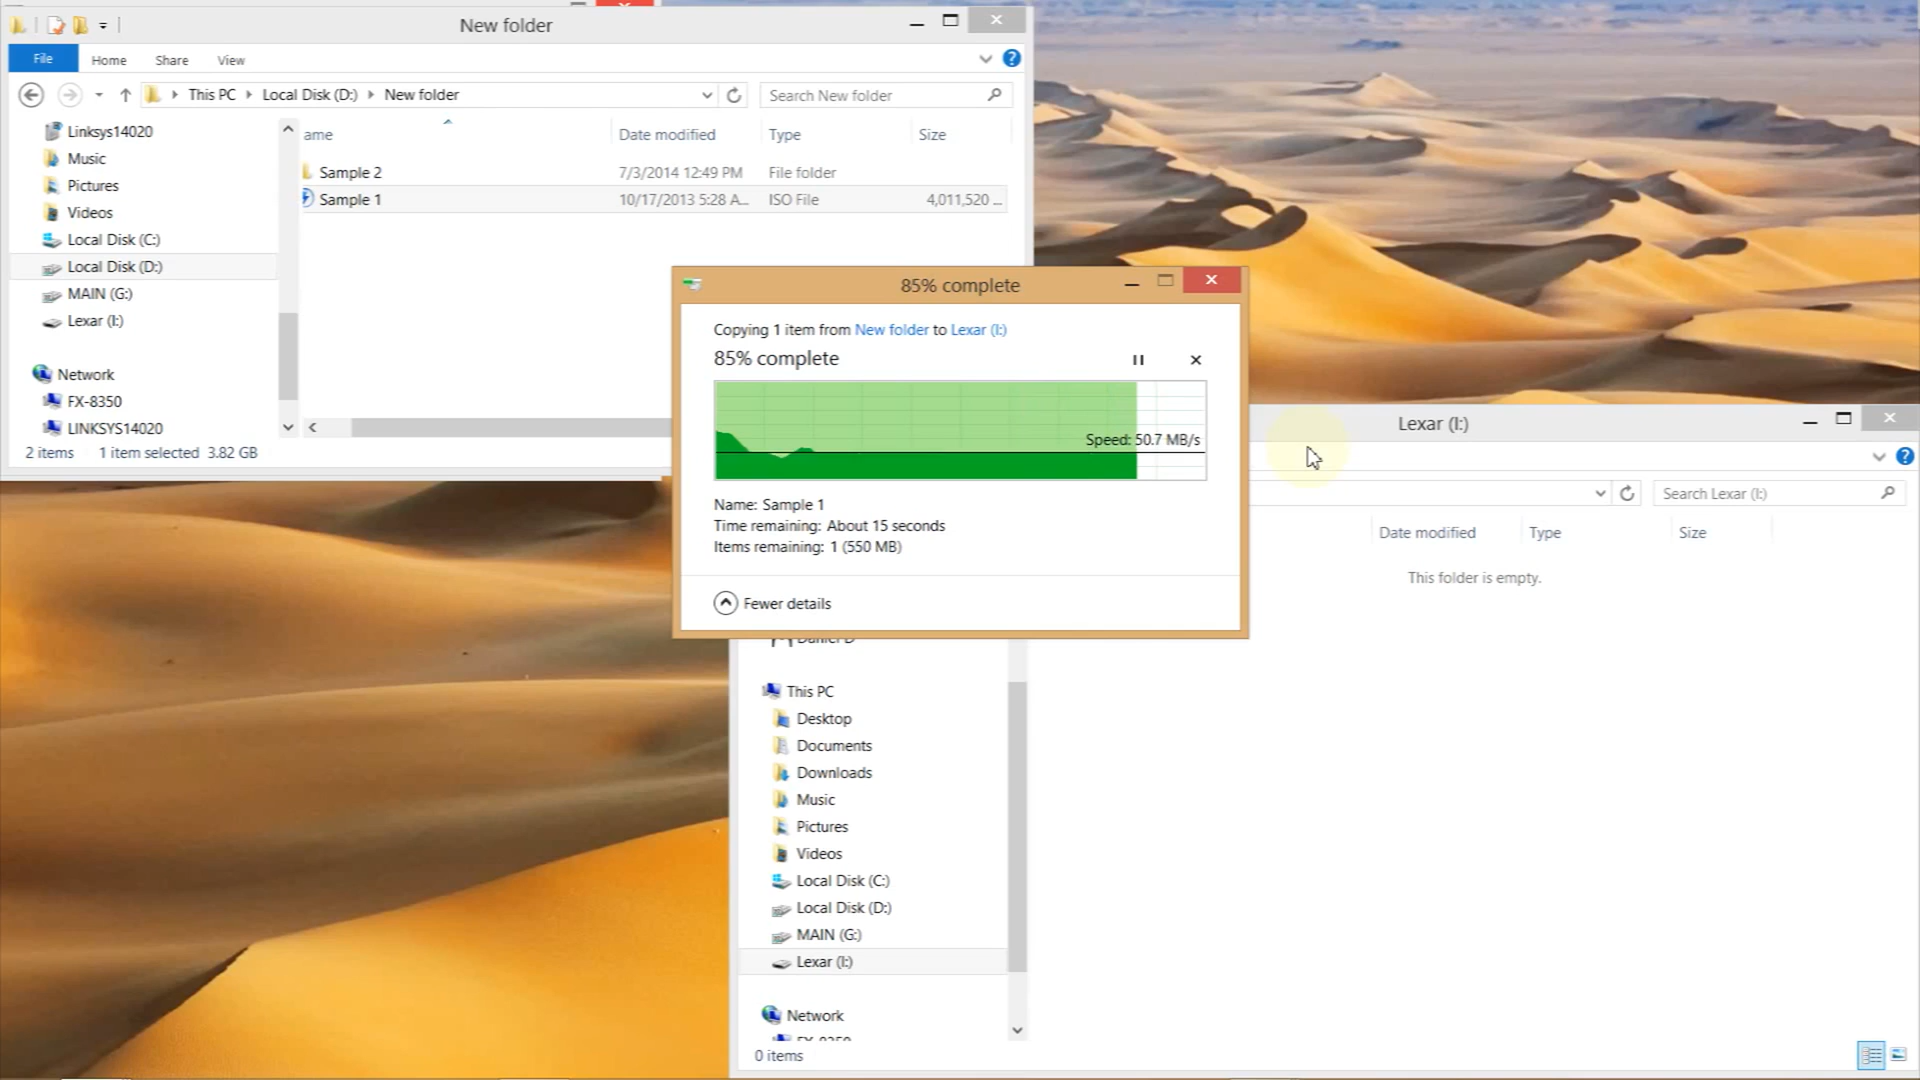 New folder
File
Home
Share
View
This PC
Local Disk (D:)
New folder
Search New folder
Linksys14020
Music
Pictures
Videos
Local Disk (C:)
Local Disk (D:)
MAIN (G:)
Lexar (I:)
Network
FX-8350
LINKSYS14020
ame
Date modified
Type
Size
Sample 2
7/3/2014 12:49 PM
File folder
Sample 1
10/17/2013 5:28 A...
ISO File
4,011,520 ...
2 items
1 item selected 3.82 GB
85% complete
Copying 1 item from New folder to Lexar (I:)
85% complete
Speed: 50.7 MB/s
Name: Sample 1
Time remaining: About 15 seconds
Items remaining: 1 (550 MB)
Fewer details
Lexar (I:)
Search Lexar (I:)
Date modified
Type
Size
This folder is empty.
Daniel D
This PC
Desktop
Documents
Downloads
Music
Pictures
Videos
Local Disk (C:)
Local Disk (D:)
MAIN (G:)
Lexar (I:)
Network
FX-8350
0 items